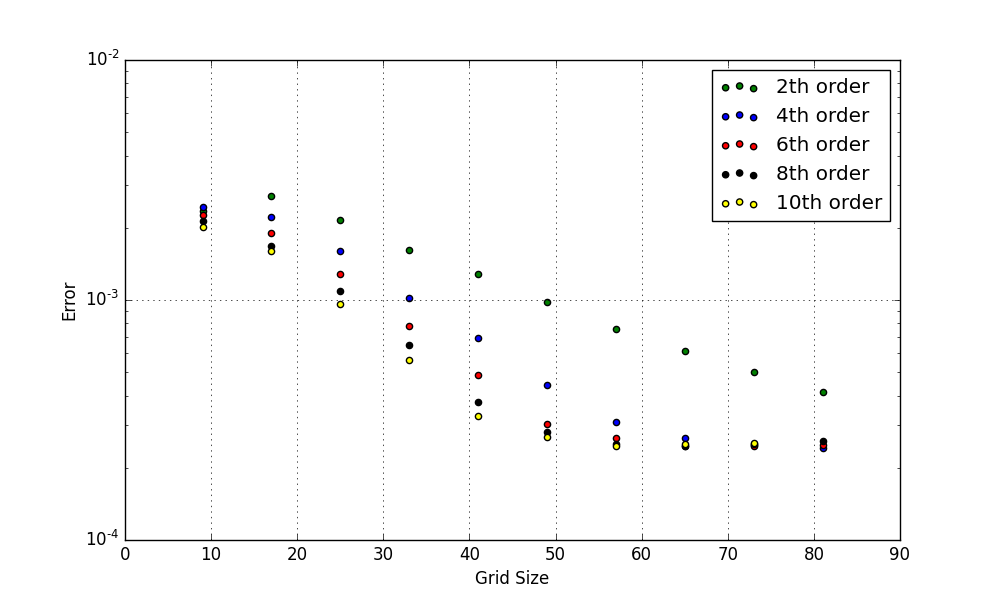 10-2
2th order
4th order
6th order
8th order
10th order
Error
10-3
10-4
0 10 20 30 40 50 60 70 80 90
Grid Size